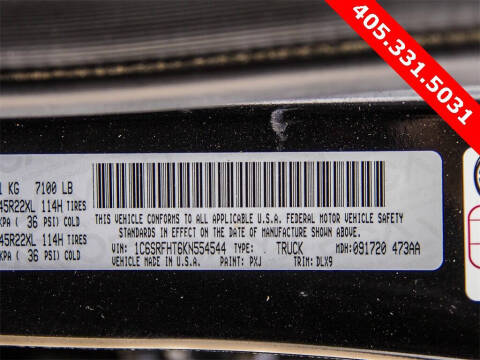 405.331.5031
1 KG 7100 LB
45R22XL 114H TIRES
KPA ( 36 PSI) COLD
45R22XL 114H TIRES
KPA ( 36 PSI) COLD
THIS VEHICLE CONFORMS TO ALL APPLICABLE U.S.A. FEDERAL MOTOR VEHICLE SAFETY
STANDARDS IN EFFECT ON THE DATE OF MANUFACTURE SHOWN ABOVE.
VEHICLE: 1C6SRFHT6KN554544 TYPE: TRUCK MDH: 091720 473AA
VEHICLE MADE IN U.S.A. PAINT: PXJ TRIM: DLX9